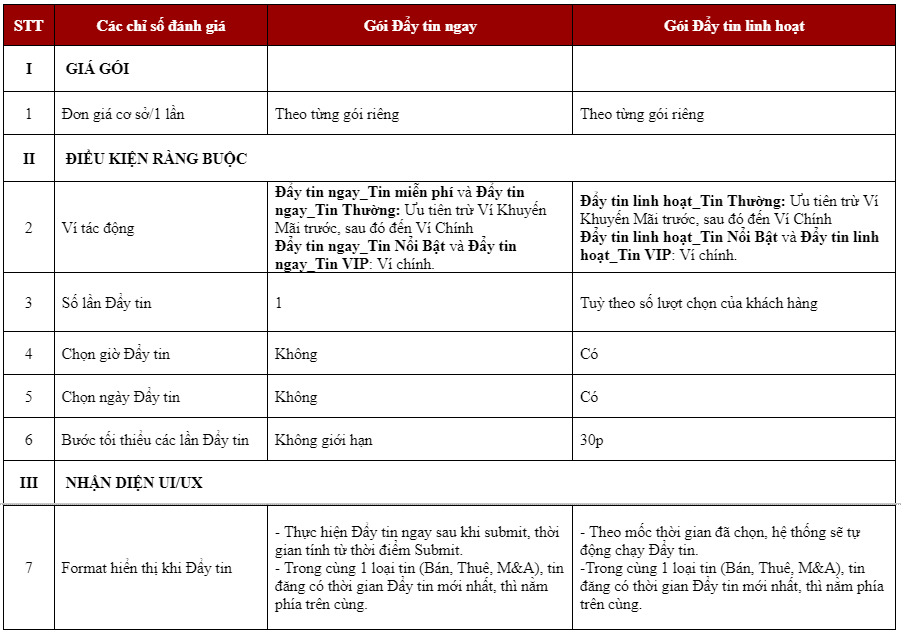 STT Các chỉ số đánh giá Gói Đẩy tin ngay Gói Đẩy tin linh hoạt
I GIÁ GÓI
1 Đơn giá cơ sở/1 lần Theo từng gói riêng Theo từng gói riêng
II ĐIỀU KIỆN RÀNG BUỘC
2
Ví tác động
Đẩy tin ngay_Tin miễn phí và Đẩy tin
ngay_Tin Thường: Ưu tiên trừ Ví Khuyến
Mãi trước, sau đó đến Ví Chính
Đẩy tin ngay_Tin Nổi Bật và Đẩy tin
ngay_Tin VIP: Ví chính.
Đẩy tin linh hoạt_Tin Thường: Ưu tiên trừ Ví
Khuyến Mãi trước, sau đó đến Ví Chính
Đẩy tin linh hoạt_Tin Nổi Bật và Đẩy tin linh
hoạt_Tin VIP: Ví chính.
3 Số lần Đẩy tin 1 Tuỳ theo số lượt chọn của khách hàng
4 Chọn giờ Đẩy tin Không Có
5 Chọn ngày Đẩy tin Không Có
6 Bước tối thiểu các lần Đẩy tin Không giới hạn 30p
III NHẬN DIỆN UI/UX
7
Format hiển thị khi Đẩy tin
- Thực hiện Đẩy tin ngay sau khi submit, thời
gian tính từ thời điểm Submit.
- Trong cùng 1 loại tin (Bán, Thuê, M&A), tin
đăng có thời gian Đẩy tin mới nhất, thì nằm
phía trên cùng.
- Theo mốc thời gian đã chọn, hệ thống sẽ tự
động chạy Đẩy tin.
-Trong cùng 1 loại tin (Bán, Thuê, M&A), tin
đăng có thời gian Đẩy tin mới nhất, thì nằm phía
trên cùng.